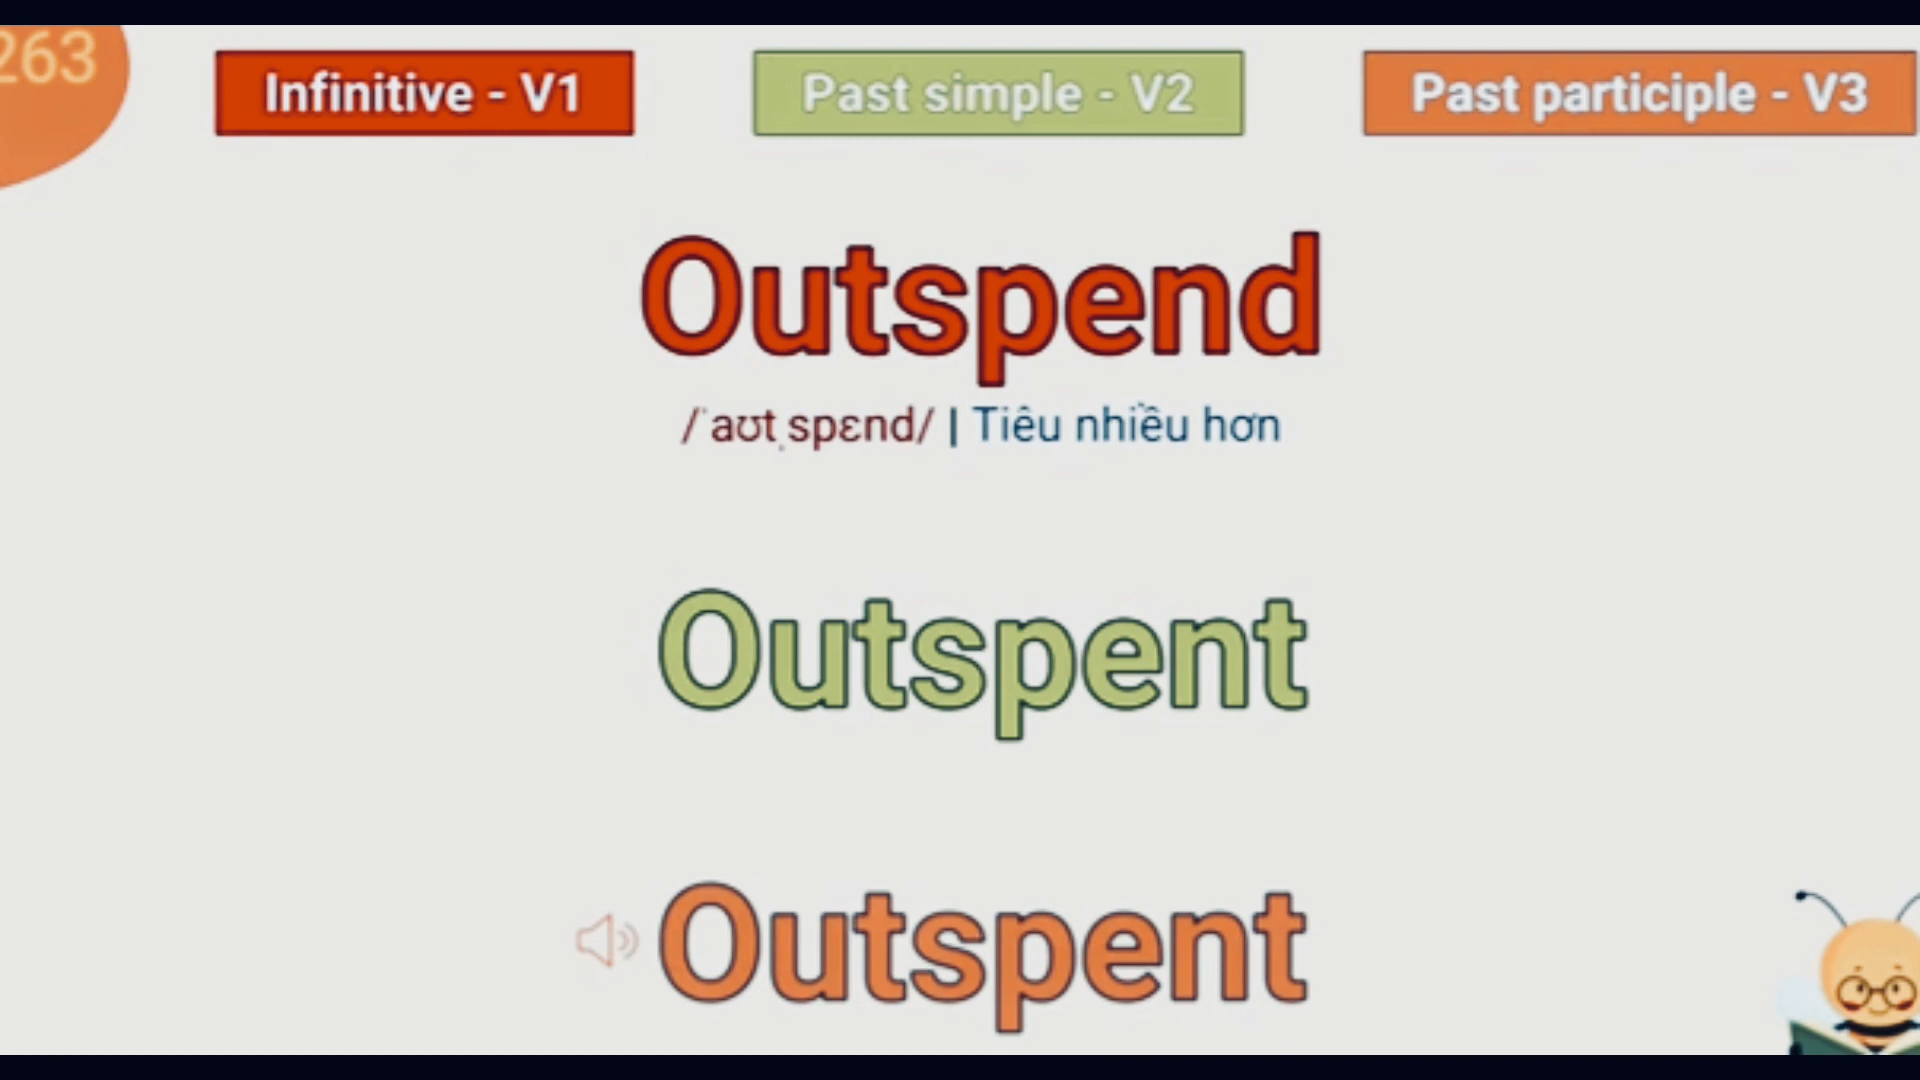 263
Infinitive - V1
Past simple - V2
Past participle - V3
Outspend
/ˈaʊtˌspɛnd/ | Tiêu nhiều hơn
Outspent
Outspent